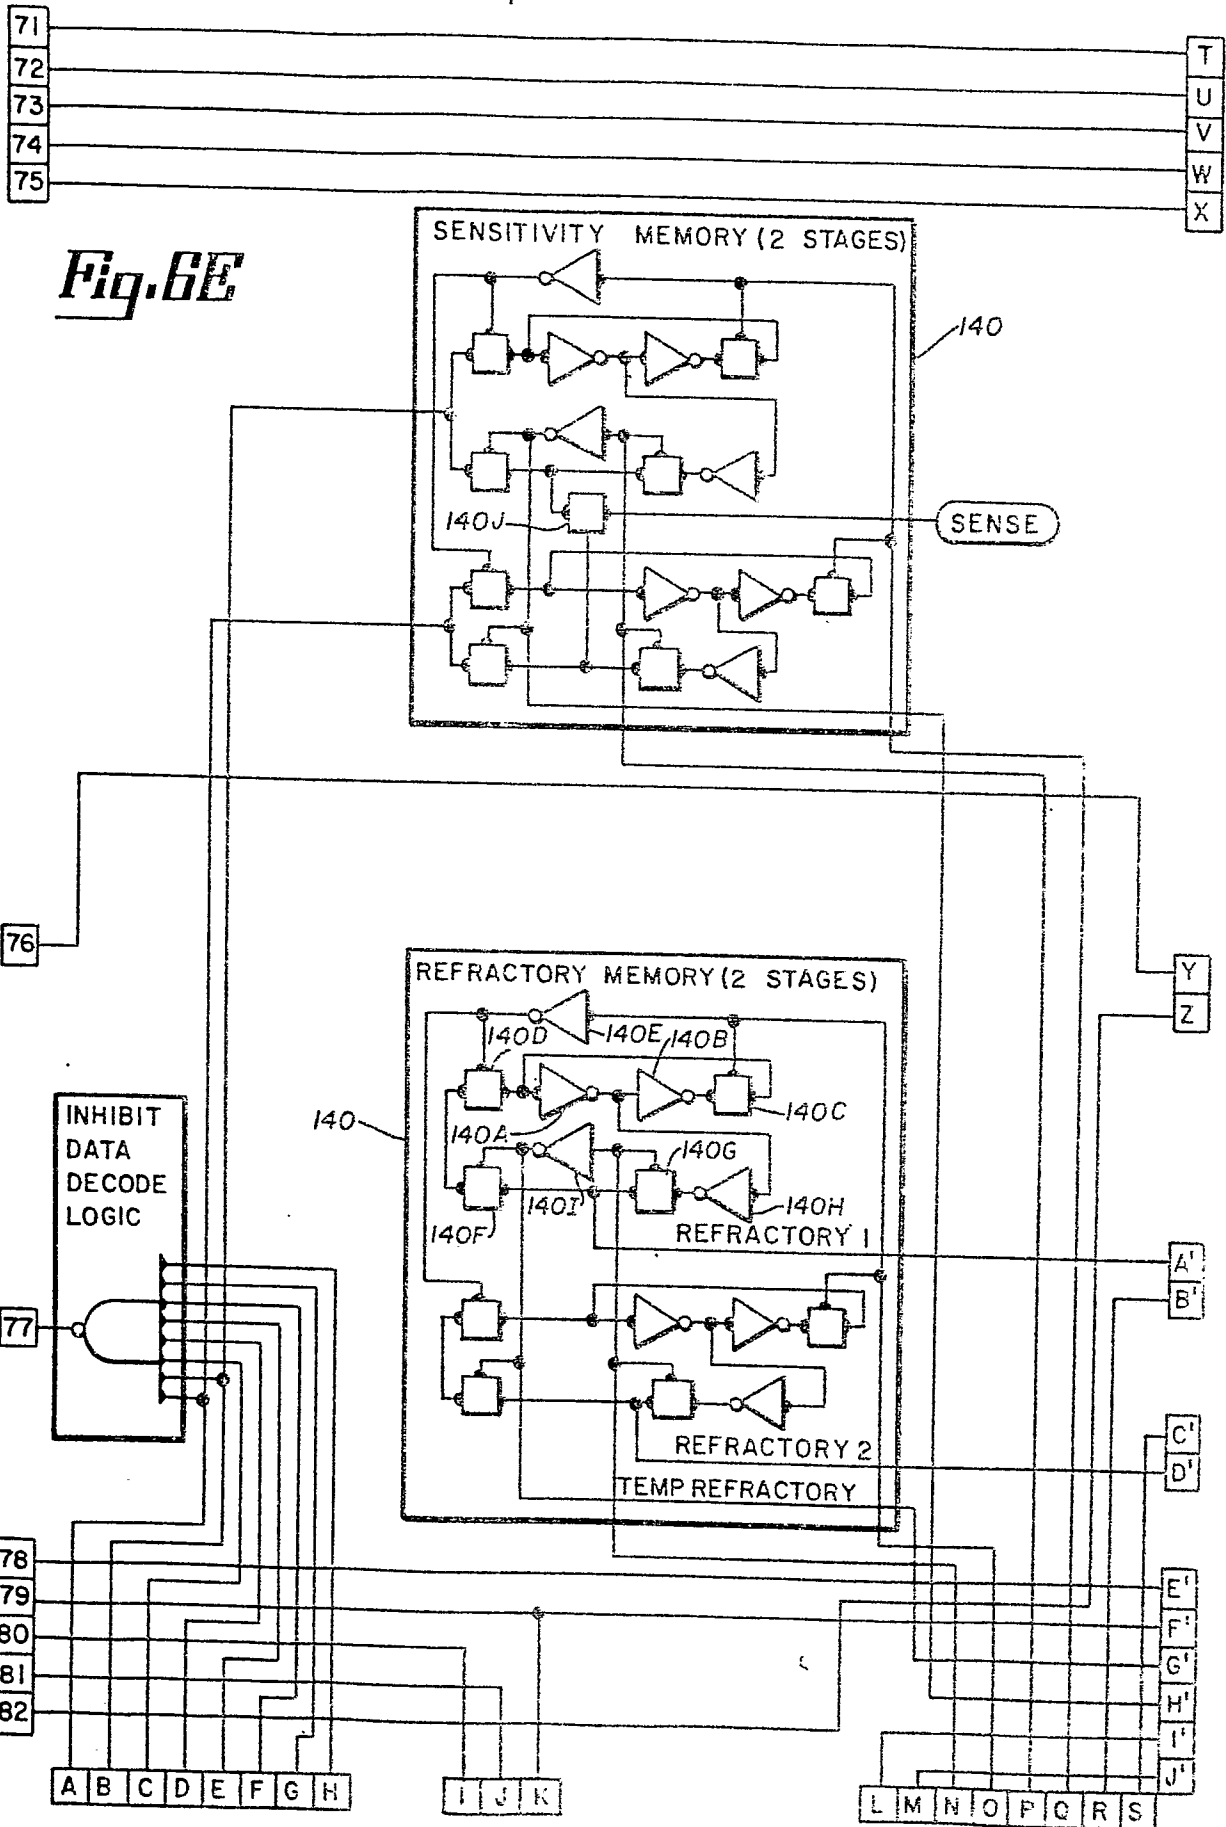 71
T
72
U
73
V
74
W
75
X
SENSITIVITY MEMORY (2 STAGES)
Fig. 6E
140
140J
SENSE
76
REFRACTORY MEMORY (2 STAGES)
Y
Z
140D
140E
140B
140C
INHIBIT
DATA
DECODE
LOGIC
140
140A
140G
140F
140I
140H
REFRACTORY 1
A'
B'
77
C'
REFRACTORY 2
D'
TEMP REFRACTORY
78
E'
79
F'
80
G'
81
H'
82
I'
J'
A B C D E F G H
I J K
L M N O P Q R S